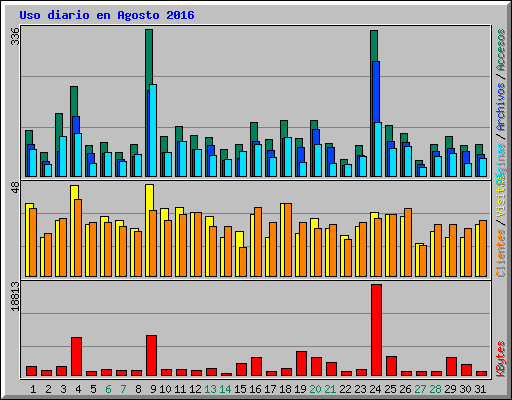 Uso diario en Agosto 2016
336
48
18813
Accesos / Archivos / Páginas
Visitas / Clientes
KBytes
1 2 3 4 5 6 7 8 9 10 11 12 13 14 15 16 17 18 19 20 21 22 23 24 25 26 27 28 29 30 31